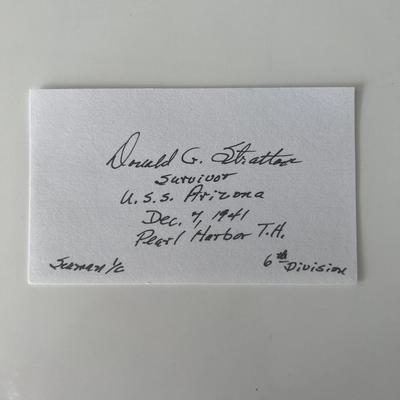 Donald G. Stratton
Survivor
U.S.S. Arizona
Dec. 7, 1941
Pearl Harbor T.H.
Seaman 1/c
6th Division